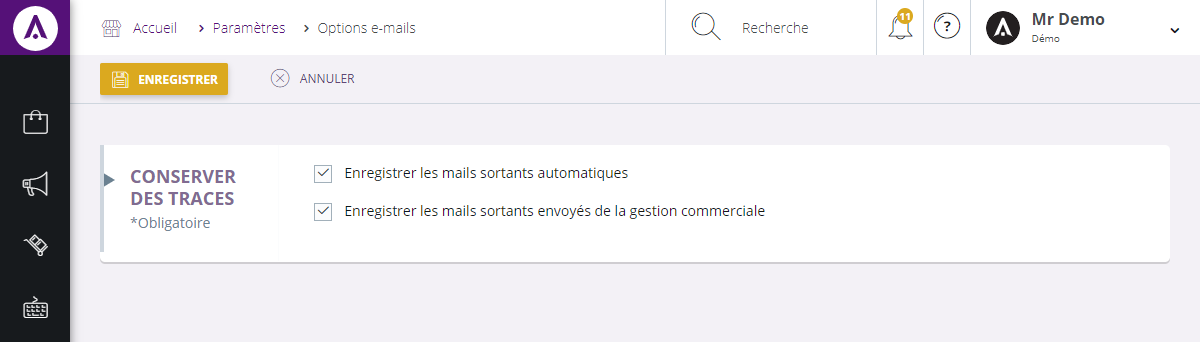 Accueil > Paramètres > Options e-mails
Recherche
11
?
Mr Demo
Démo
ENREGISTRER
ANNULER
CONSERVER
DES TRACES
*Obligatoire
Enregistrer les mails sortants automatiques
Enregistrer les mails sortants envoyés de la gestion commerciale